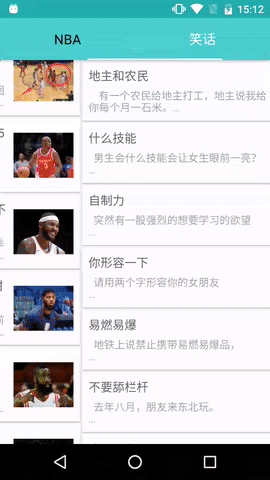 15:12
NBA
笑话
地主和农民
有一个农民给地主打工，地主说我给
你每个月一石米。...
5
什么技能
男生会什么技能会让女生眼前一亮？
...
不
自制力
突然有一股强烈的想要学习的欲望
...
你形容一下
请用两个字形容你的女朋友
...
易燃易爆
地铁上说禁止携带易燃易爆品，
...
不要舔栏杆
去年八月，朋友来东北玩。
...